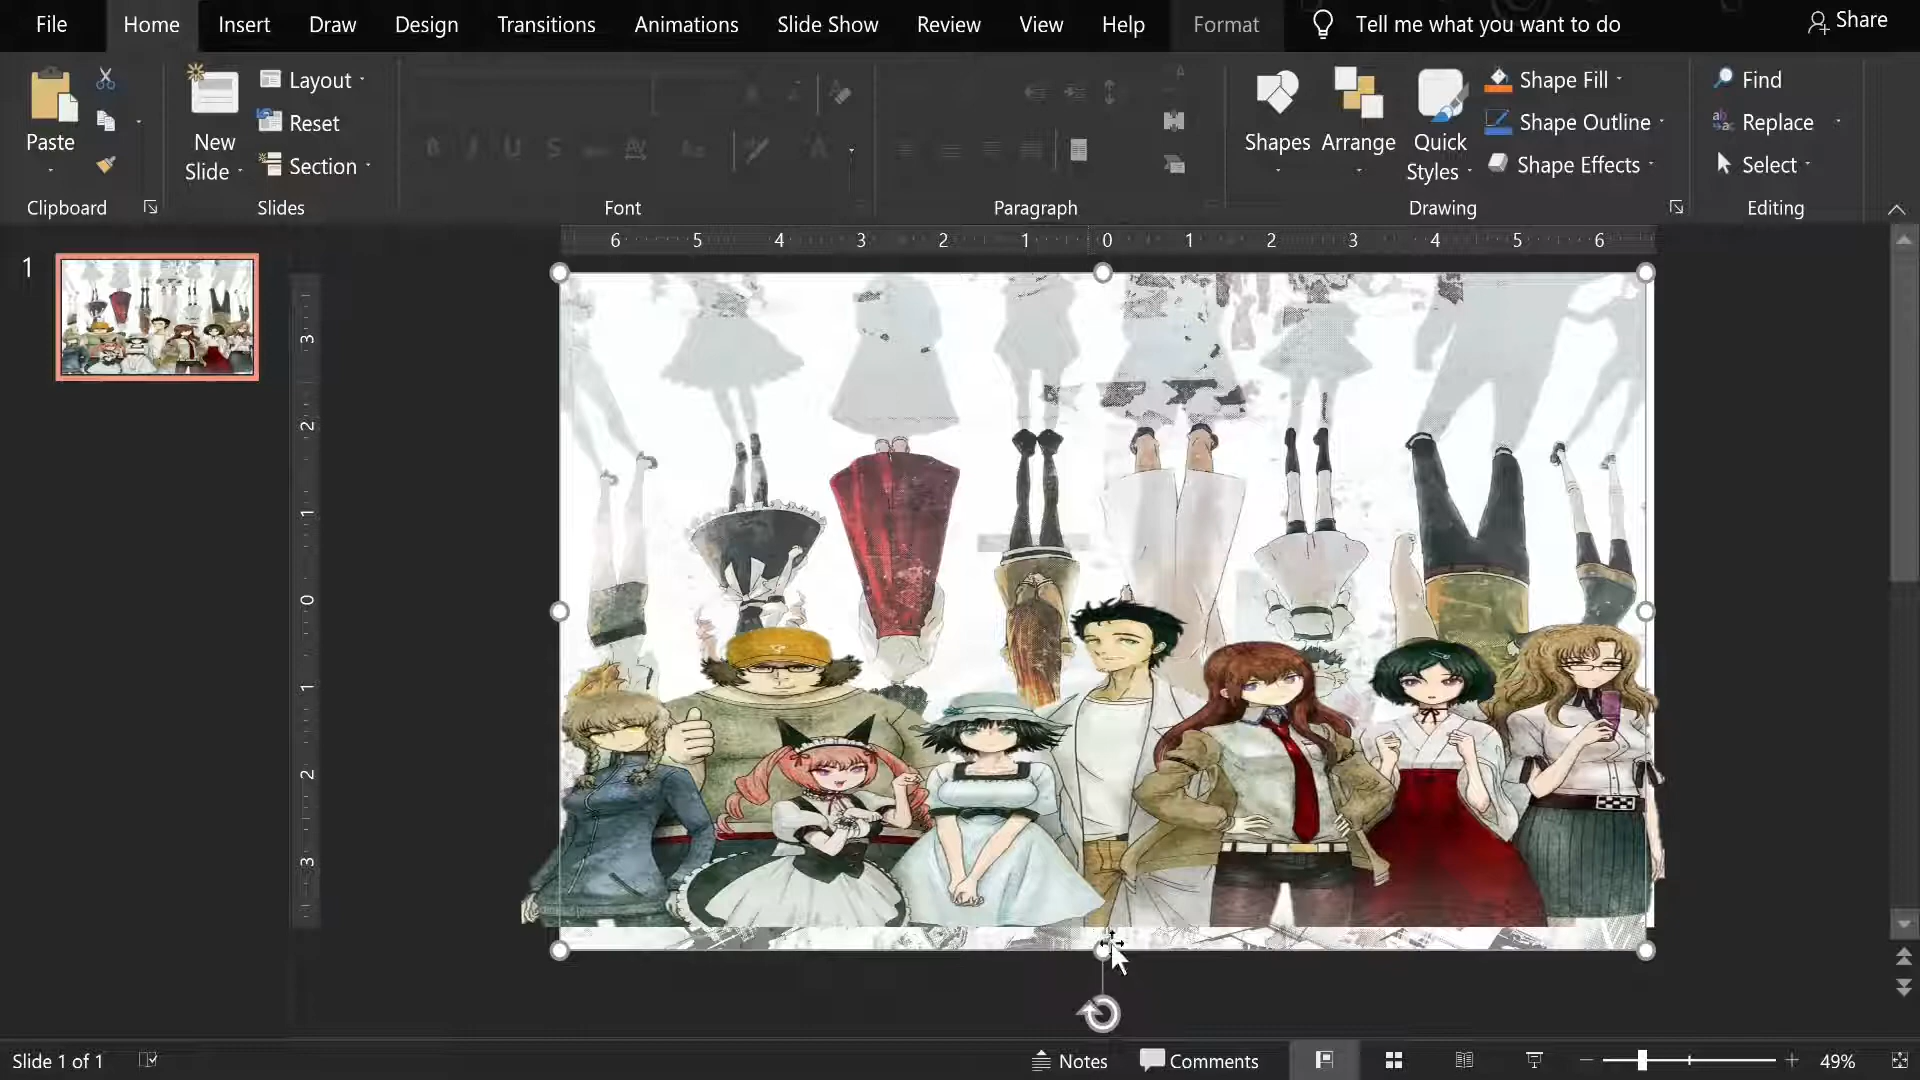 File Home Insert Draw Design Transitions Animations Slide Show Review View Help Format Tell me what you want to do Share
Paste
New
Slide
Layout
Reset
Section
B I U S
Aa
A
Shapes
Arrange
Quick
Styles
Shape Fill
Shape Outline
Shape Effects
Find
Replace
Select
Clipboard Slides Font Paragraph Drawing Editing
6 5 4 3 2 1 0 1 2 3 4 5 6
1
3
2
1
0
1
2
3
Slide 1 of 1 Notes Comments 49%